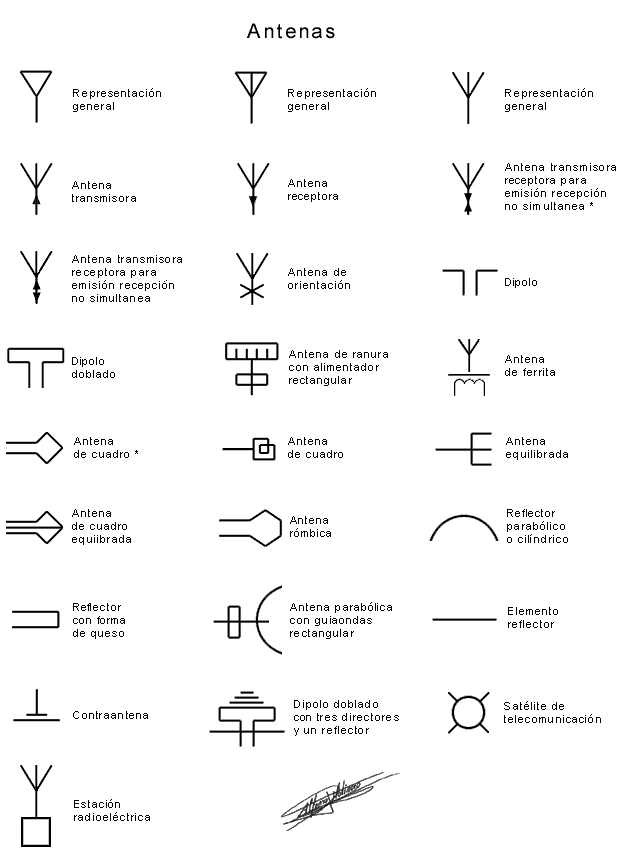 Antenas
Representación
general
Representación
general
Representación
general
Antena
transmisora
Antena
receptora
Antena transmisora
receptora para
emisión recepción
no simultanea *
Antena transmisora
receptora para
emisión recepción
no simultanea
Antena de
orientación
Dipolo
Dipolo
doblado
Antena de ranura
con alimentador
rectangular
Antena
de ferrita
Antena
de cuadro *
Antena
de cuadro
Antena
equilibrada
Antena
de cuadro
equiibrada
Antena
rómbica
Reflector
parabólico
o cilíndrico
Reflector
con forma
de queso
Antena parabólica
con guiaondas
rectangular
Elemento
reflector
Contraantena
Dipolo doblado
con tres directores
y un reflector
Satélite de
telecomunicación
Estación
radioeléctrica